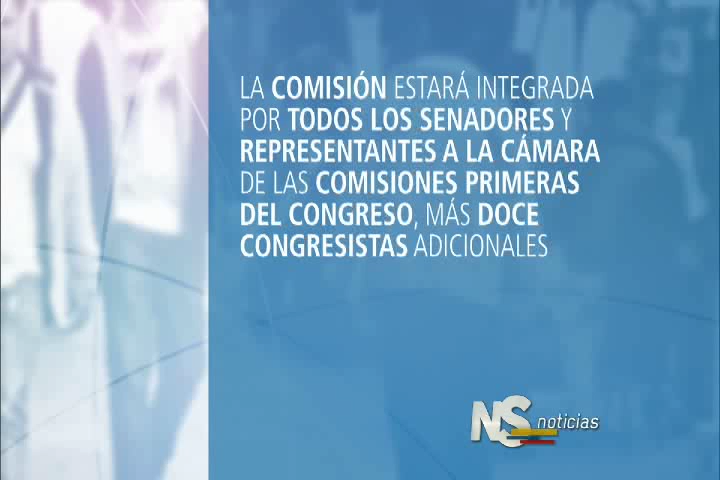 LA COMISIÓN ESTARÁ INTEGRADA
POR TODOS LOS SENADORES Y
REPRESENTANTES A LA CÁMARA
DE LAS COMISIONES PRIMERAS
DEL CONGRESO, MÁS DOCE
CONGRESISTAS ADICIONALES
NS noticias